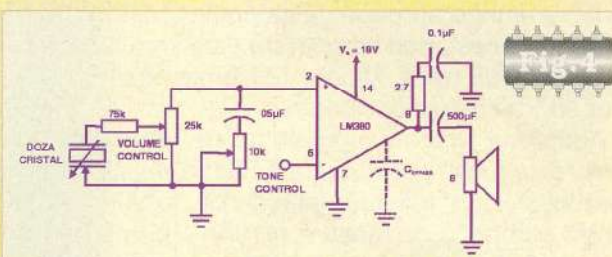 Fig.4
0.1µF
Vs = 18V
2
14
2.7
8
500µF
75k
05µF
LM380
DOZA
CRISTAL
VOLUME
CONTROL
25k
10k
6
7
TONE
CONTROL
CBYPASS
8